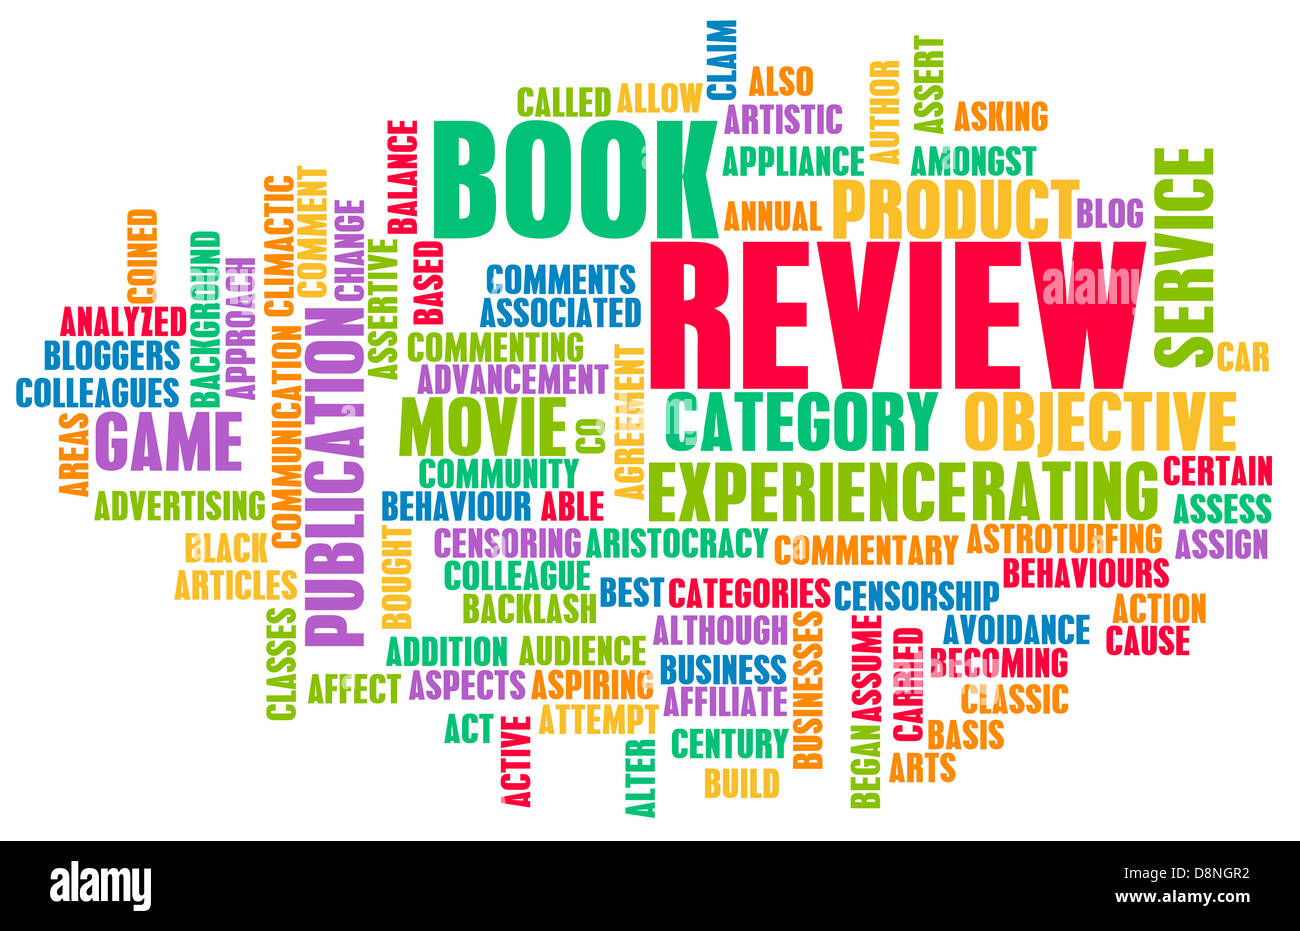 CLAIM
ALSO
CALLED
ALLOW
ARTISTIC
AUTHOR
ASSERT
ASKING
BOOK
APPLIANCE
AMONGST
BALANCE
ANNUAL
PRODUCT
BLOG
SERVICE
COINED
BACKGROUND
APPROACH
CLIMACTIC
COMMENT
CHANGE
ASSERTIVE
BASED
COMMENTS
ASSOCIATED
REVIEW
ANALYZED
BLOGGERS
COLLEAGUES
COMMUNICATION
PUBLICATION
COMMENTING
ADVANCEMENT
AGREEMENT
CAR
AREAS
GAME
MOVIE
CO
CATEGORY
OBJECTIVE
COMMUNITY
EXPERIENCE
RATING
CERTAIN
ADVERTISING
BEHAVIOUR
ABLE
ASSESS
BLACK
BOUGHT
CENSORING
ARISTOCRACY
COMMENTARY
ASTROTURFING
ASSIGN
ARTICLES
COLLEAGUE
BEHAVIOURS
BACKLASH
BEST
CATEGORIES
CENSORSHIP
ACTION
CLASSES
ALTHOUGH
BUSINESSES
ASSUME
CARRIED
AVOIDANCE
CAUSE
ADDITION
AUDIENCE
BUSINESS
BECOMING
AFFECT
ASPECTS
ASPIRING
AFFILIATE
CLASSIC
ACT
ACTIVE
ATTEMPT
ALTER
CENTURY
BEGAN
BASIS
BUILD
ARTS
alamy
a
alamy
Image ID: D8NGR2
www.alamy.com